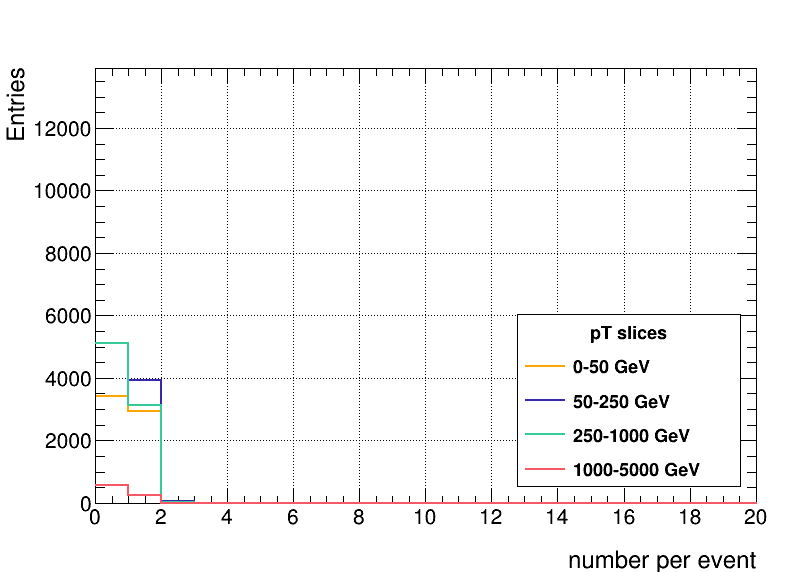 Entries
12000
10000
8000
6000
4000
2000
0
pT slices
0-50 GeV
50-250 GeV
250-1000 GeV
1000-5000 GeV
0 2 4 6 8 10 12 14 16 18 20
number per event